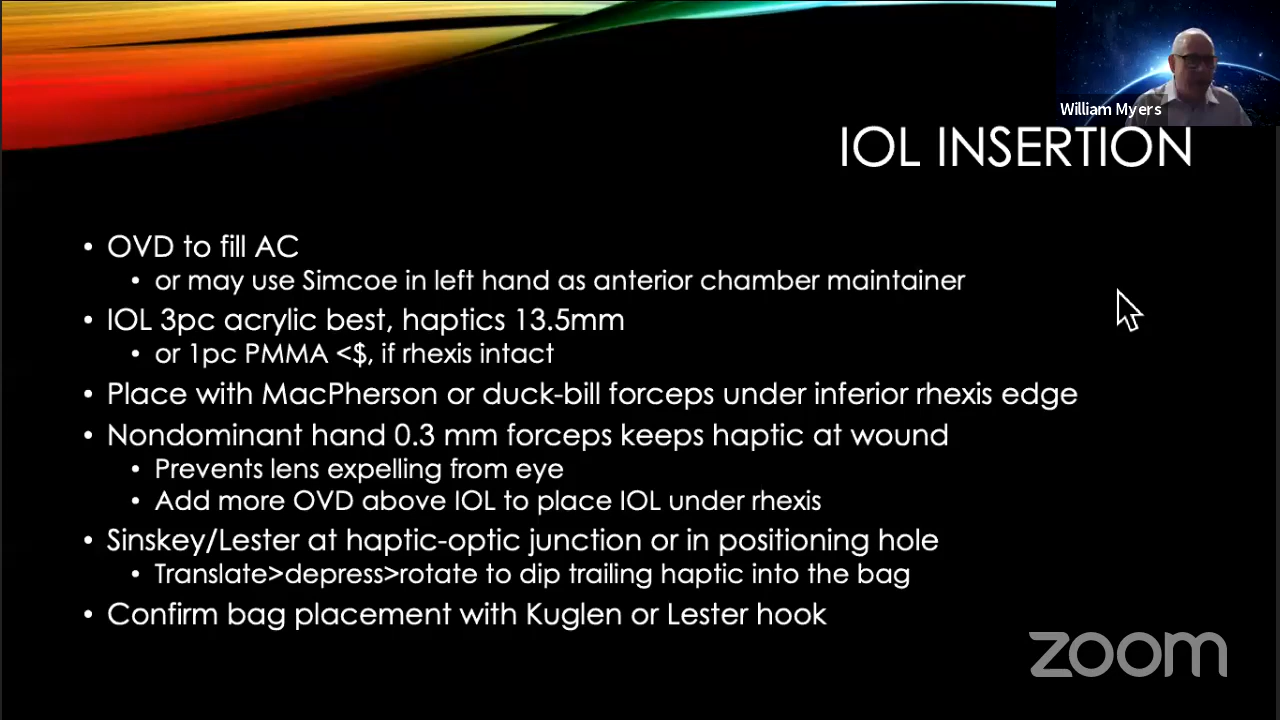 William Myers
IOL INSERTION
• OVD to fill AC
• or may use Simcoe in left hand as anterior chamber maintainer
• IOL 3pc acrylic best, haptics 13.5mm
• or 1pc PMMA <$, if rhexis intact
• Place with MacPherson or duck-bill forceps under inferior rhexis edge
• Nondominant hand 0.3 mm forceps keeps haptic at wound
• Prevents lens expelling from eye
• Add more OVD above IOL to place IOL under rhexis
• Sinskey/Lester at haptic-optic junction or in positioning hole
• Translate>depress>rotate to dip trailing haptic into the bag
• Confirm bag placement with Kuglen or Lester hook
zoom